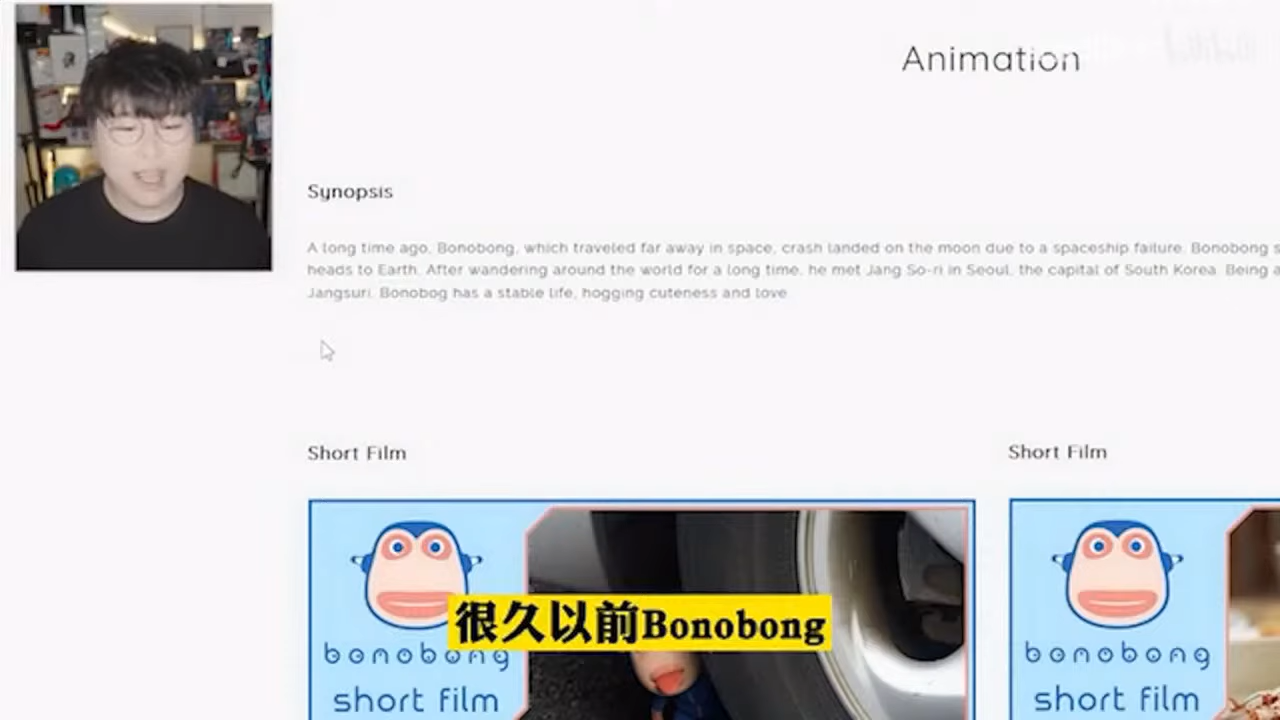 Animation
Synopsis
A long time ago, Bonobong, which traveled far away in space, crash landed on the moon due to a spaceship failure. Bonobong s
heads to Earth. After wandering around the world for a long time, he met Jang So-ri in Seoul, the capital of South Korea. Being a
Jangsuri. Bonobog has a stable life, hogging cuteness and love
Short Film
Short Film
bonobong
short film
很久以前Bonobong
bonobong
short film